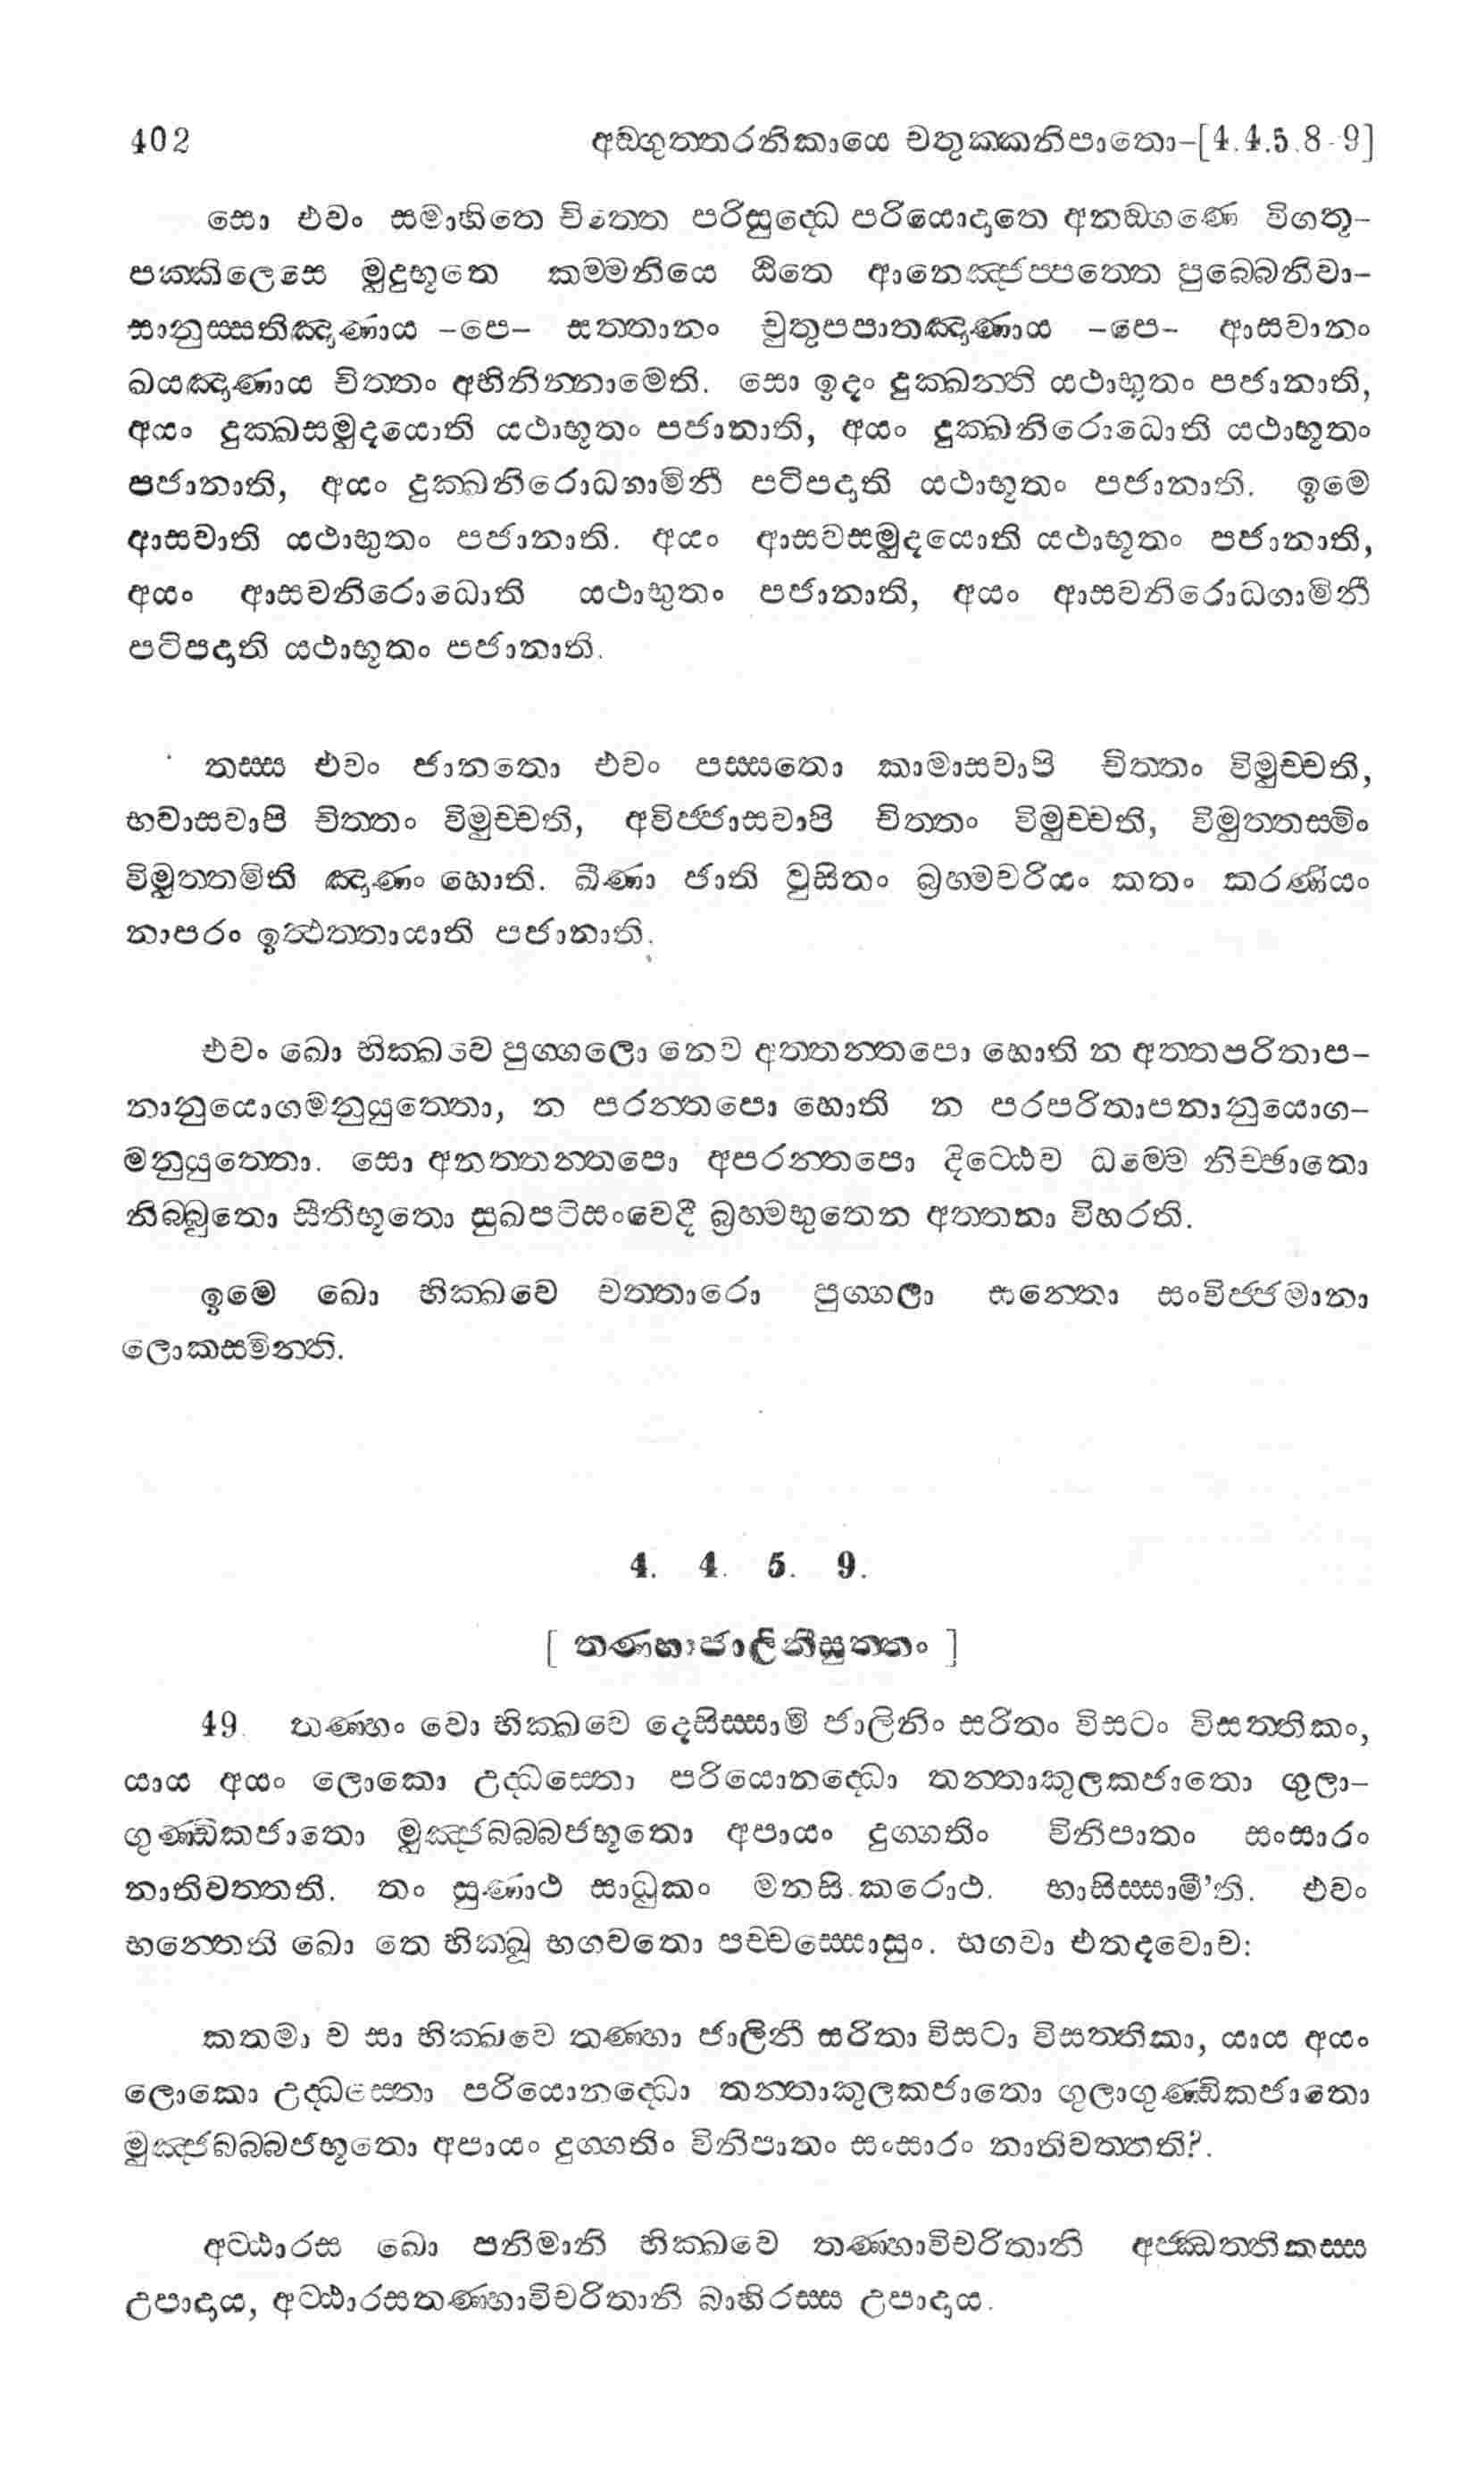 402 අඞ්ගුත්තරනිකායෙ චතුක්කනිපාතො–[4.4.5.8-9]
සො එවං සමාහිතෙ චිත්තෙ පරිසුද්ධෙ පරියොදාතෙ අනඞ්ගණෙ විගතූ–
පක්කිලෙසෙ මුදුභූතෙ කම්මනියෙ ඨිතෙ ආනෙඤ්ජප්පත්තෙ පුබ්බෙනිවා–
සානුස්සතිඤාණාය –පෙ– සත්තානං චුතූපපාතඤාණාය –පෙ– ආසවානං
ඛයඤාණාය චිත්තං අභිනින්නාමෙති. සො ඉදං දුක්ඛන්ති යථාභූතං පජානාති,
අයං දුක්ඛසමුදයොති යථාභූතං පජානාති, අයං දුක්ඛනිරොධොති යථාභූතං
පජානාති, අයං දුක්ඛනිරොධගාමිනී පටිපදාති යථාභූතං පජානාති. ඉමෙ
ආසවාති යථාභූතං පජානාති. අයං ආසවසමුදයොති යථාභූතං පජානාති,
අයං ආසවනිරොධොති යථාභූතං පජානාති, අයං ආසවනිරොධගාමිනී
පටිපදාති යථාභූතං පජානාති.
තස්ස එවං ජානතො එවං පස්සතො කාමාසවාපි චිත්තං විමුච්චති,
භවාසවාපි චිත්තං විමුච්චති, අවිජ්ජාසවාපි චිත්තං විමුච්චති, විමුත්තස්මිං
විමුත්තමිති ඤාණං හොති. ඛීණා ජාති වුසිතං බ්‍රහ්මචරියං කතං කරණීයං
නාපරං ඉත්ථත්තායාති පජානාති.
එවං ඛො භික්ඛවෙ පුග්ගලො නෙව අත්තන්තපො හොති න අත්තපරිතාප–
නානුයොගමනුයුත්තො, න පරන්තපො හොති න පරපරිතාපනානුයොග–
මනුයුත්තො. සො අනත්තන්තපො අපරන්තපො දිට්ඨෙව ධම්මෙ නිච්ඡාතො
නිබ්බුතො සීතීභූතො සුඛපටිසංවෙදී බ්‍රහ්මභූතෙන අත්තනා විහරති.
ඉමෙ ඛො භික්ඛවෙ චත්තාරො පුග්ගලා සන්තො සංවිජ්ජමානා
ලොකස්මින්ති.
4. 4. 5. 9.
[ තණ්හාජාලිනීසුත්තං ]
49. තණ්හං වො භික්ඛවෙ දෙසිස්සාමි ජාලිනිං සරිතං විසටං විසත්තිකං,
යාය අයං ලොකො උද්ධස්තො පරියොනද්ධො තන්තාකුලකජාතො ගුලා–
ගුණ්ඩිකජාතො මුඤ්ජබබ්බජභූතො අපායං දුග්ගතිං විනිපාතං සංසාරං
නාතිවත්තති. තං සුණාථ සාධුකං මනසි කරොථ. භාසිස්සාමී’ති. එවං
භන්තෙති ඛො තෙ භික්ඛූ භගවතො පච්චස්සොසුං. භගවා එතදවොච:
කතමා ච සා භික්ඛවෙ තණ්හා ජාලිනී සරිතා විසටා විසත්තිකා, යාය අයං
ලොකො උද්ධස්තො පරියොනද්ධො තන්තාකුලකජාතො ගුලාගුණ්ඩිකජාතො
මුඤ්ජබබ්බජභූතො අපායං දුග්ගතිං විනිපාතං සංසාරං නාතිවත්තති?.
අට්ඨාරස ඛො පනිමානි භික්ඛවෙ තණ්හාවිචරිතානි අජ්ඣත්තිකස්ස
උපාදාය, අට්ඨාරසතණ්හාවිචරිතානි බාහිරස්ස උපාදාය.